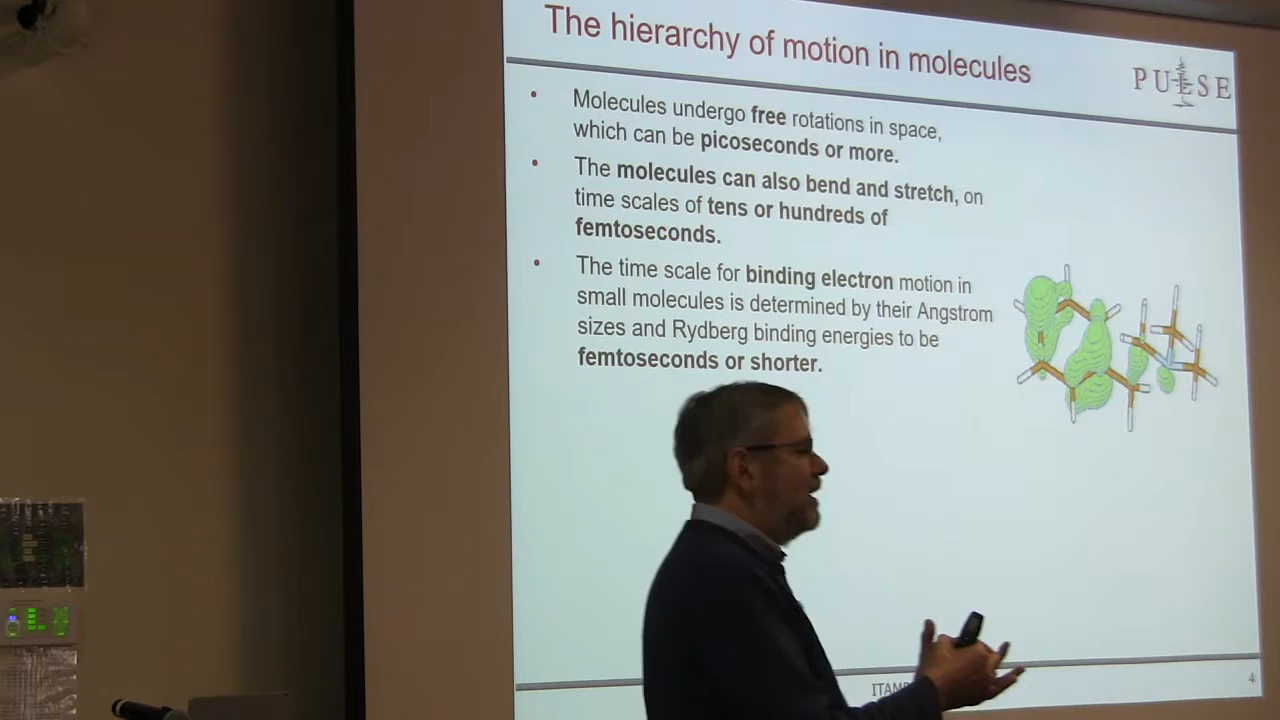 The hierarchy of motion in molecules
PULSE
• Molecules undergo free rotations in space,
which can be picoseconds or more.
• The molecules can also bend and stretch, on
time scales of tens or hundreds of
femtoseconds.
• The time scale for binding electron motion in
small molecules is determined by their Angstrom
sizes and Rydberg binding energies to be
femtoseconds or shorter.
4